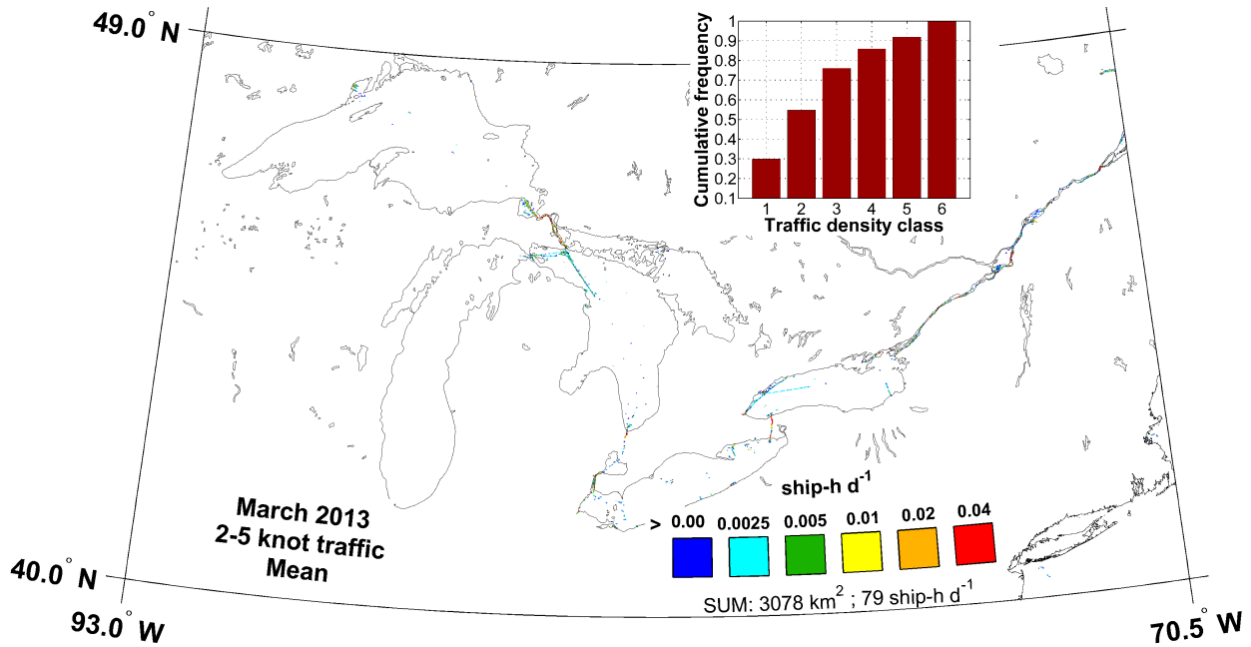 49.0° N
Cumulative frequency
1
0.9
0.8
0.7
0.6
0.5
0.4
0.3
0.2
0.1
1 2 3 4 5 6
Traffic density class
March 2013
2-5 knot traffic
Mean
ship-h d⁻¹
> 0.00 0.0025 0.005 0.01 0.02 0.04
SUM: 3078 km² ; 79 ship-h d⁻¹
40.0° N
93.0° W
70.5° W